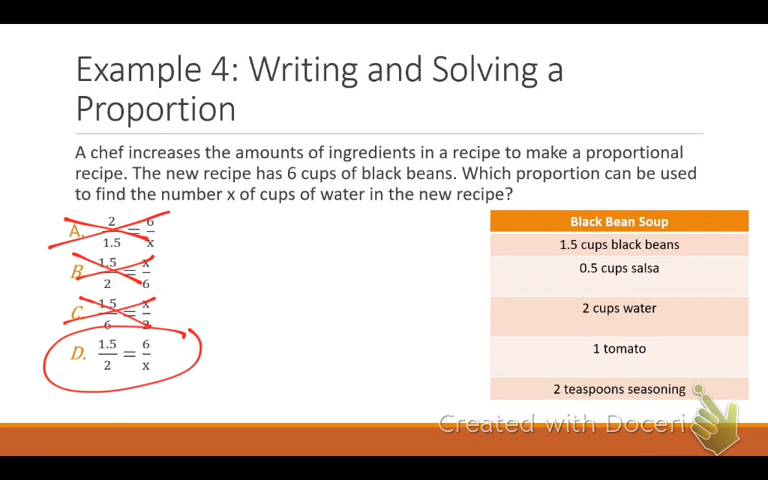 Example 4: Writing and Solving a
Proportion
A chef increases the amounts of ingredients in a recipe to make a proportional
recipe. The new recipe has 6 cups of black beans. Which proportion can be used
to find the number x of cups of water in the new recipe?
A. 2/1.5 = 6/x
B. 1.5/2 = x/6
C. 1.5/6 = x/2
D. 1.5/2 = 6/x
Black Bean Soup
1.5 cups black beans
0.5 cups salsa
2 cups water
1 tomato
2 teaspoons seasoning
Created with Doceri